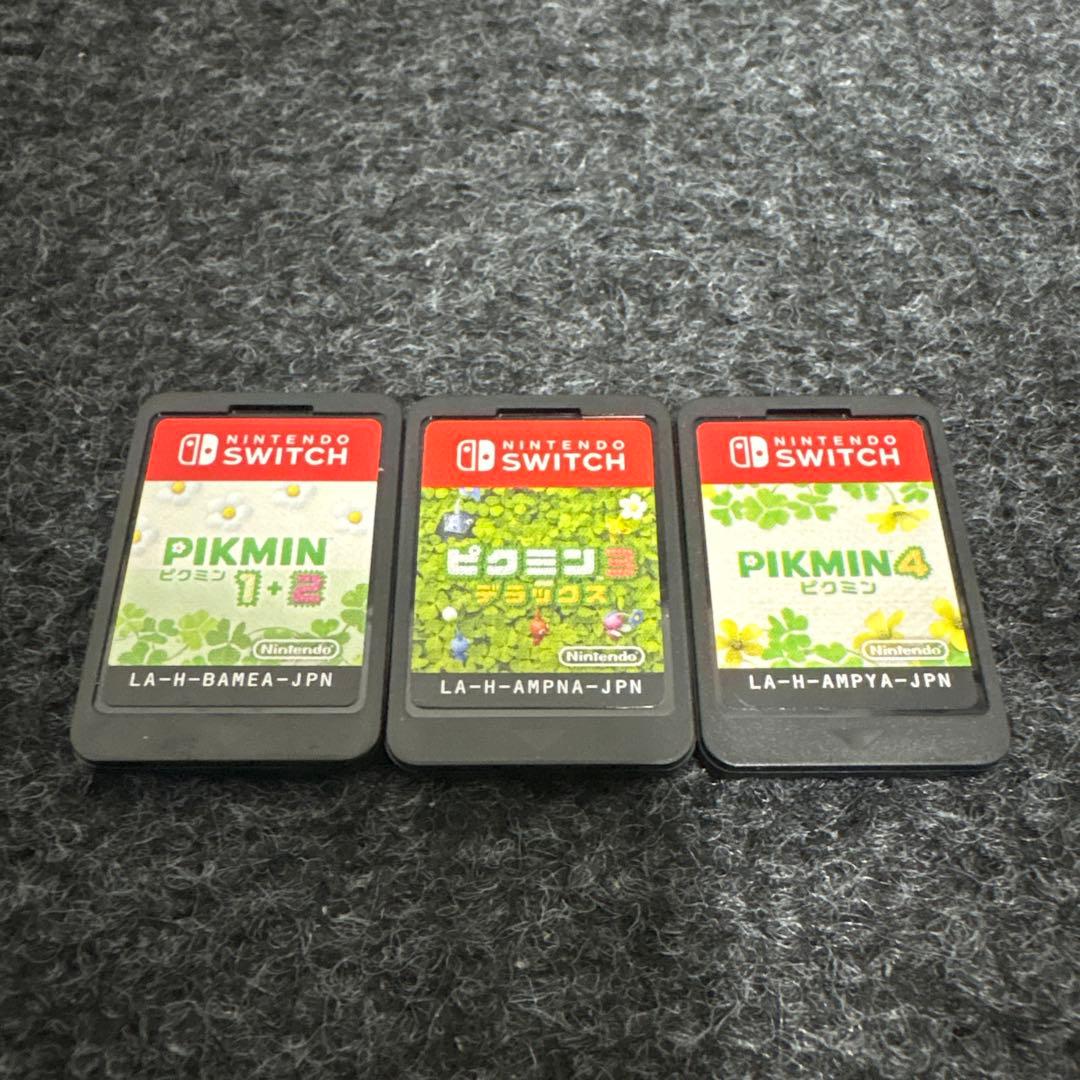 NINTENDO
SWITCH
PIKMIN
ピクミン 1+2
Nintendo
LA-H-BAMEA-JPN
NINTENDO
SWITCH
ピクミン3
デラックス
Nintendo
LA-H-AMPNA-JPN
NINTENDO
SWITCH
PIKMIN 4
ピクミン
Nintendo
LA-H-AMPYA-JPN